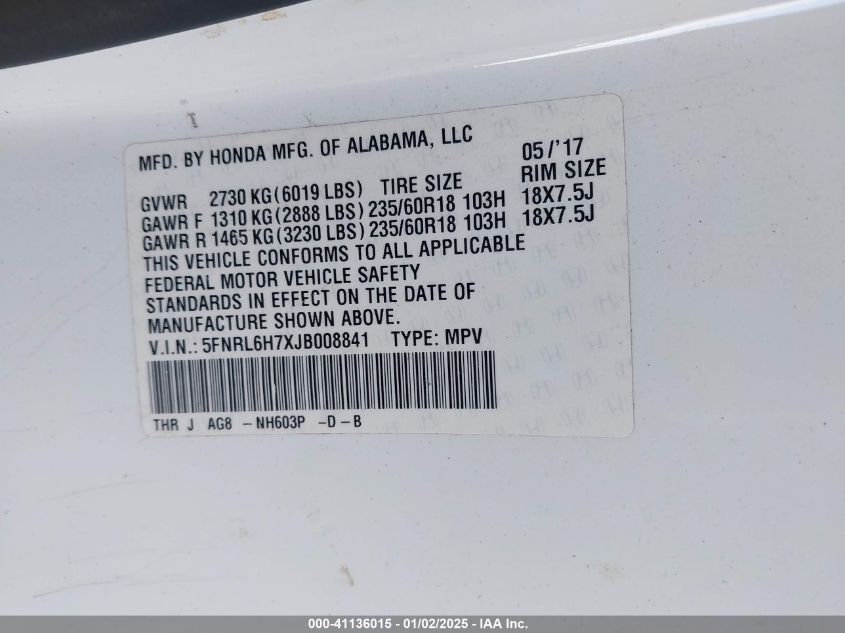 MFD. BY HONDA MFG. OF ALABAMA, LLC 05/'17
GVWR 2730 KG(6019 LBS) TIRE SIZE RIM SIZE
GAWR F 1310 KG(2888 LBS) 235/60R18 103H 18X7.5J
GAWR R 1465 KG(3230 LBS) 235/60R18 103H 18X7.5J
THIS VEHICLE CONFORMS TO ALL APPLICABLE
FEDERAL MOTOR VEHICLE SAFETY
STANDARDS IN EFFECT ON THE DATE OF
MANUFACTURE SHOWN ABOVE.
V.I.N.: 5FNRL6H7XJB008841 TYPE: MPV
THR J AG8 -NH603P -D-B
000-41136015 - 01/02/2025 - IAA Inc.